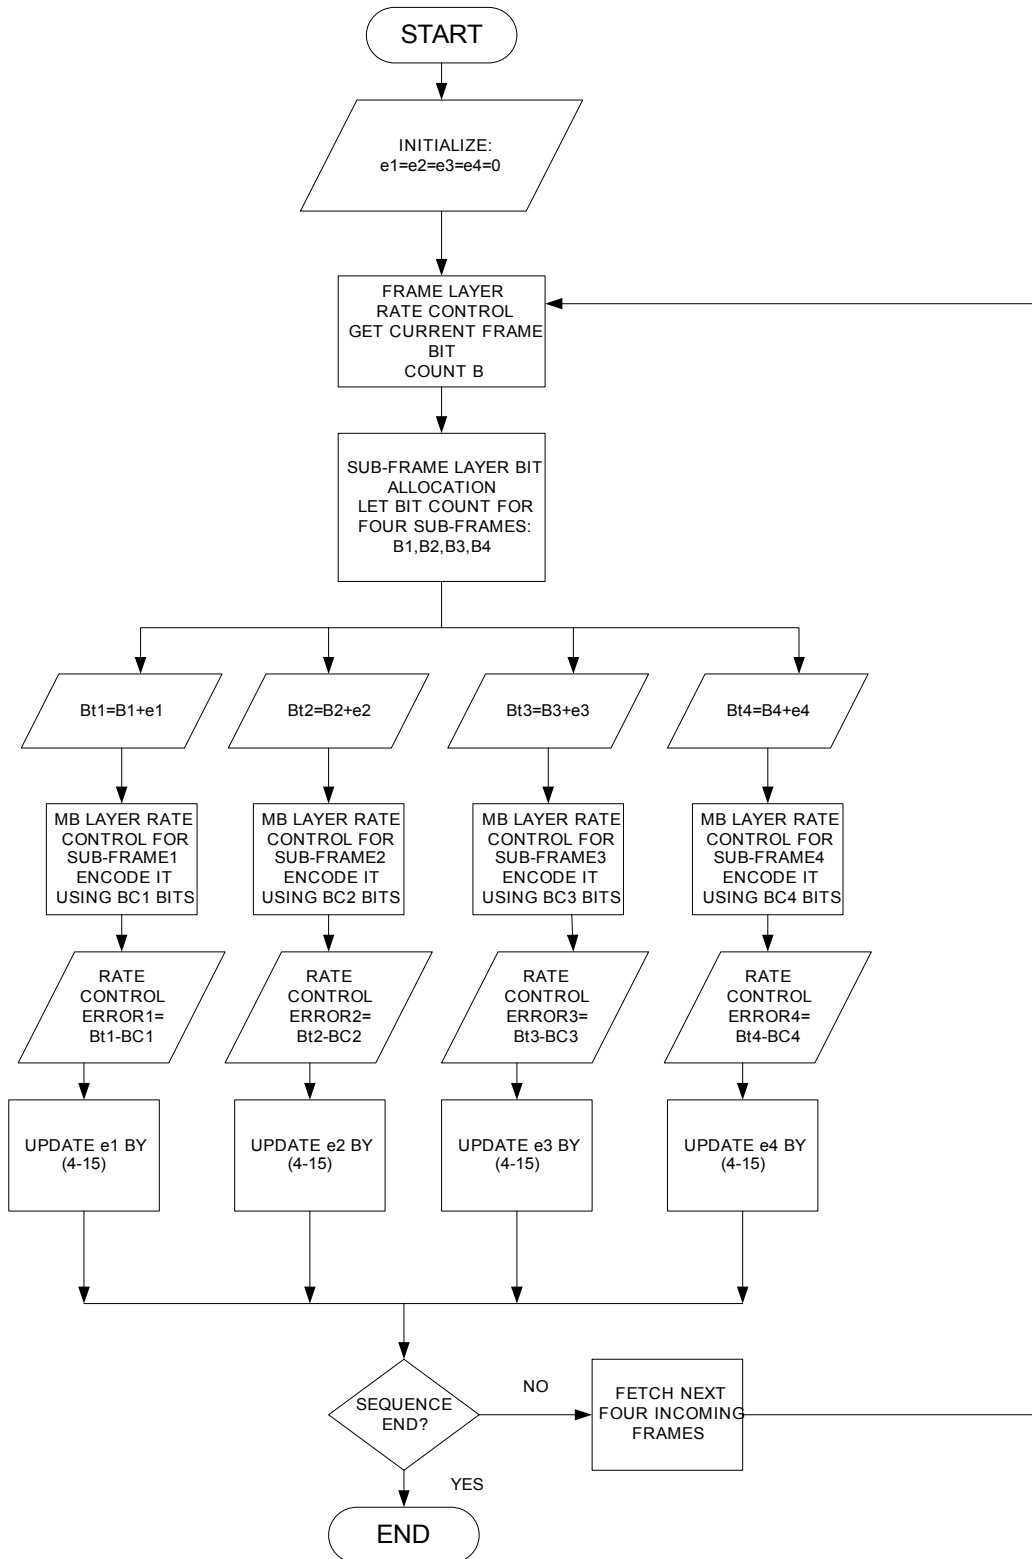 START
INITIALIZE:
e1=e2=e3=e4=0
FRAME LAYER
RATE CONTROL
GET CURRENT FRAME
BIT
COUNT B
SUB-FRAME LAYER BIT
ALLOCATION
LET BIT COUNT FOR
FOUR SUB-FRAMES:
B1,B2,B3,B4
Bt1=B1+e1
Bt2=B2+e2
Bt3=B3+e3
Bt4=B4+e4
MB LAYER RATE
CONTROL FOR
SUB-FRAME1
ENCODE IT
USING BC1 BITS
MB LAYER RATE
CONTROL FOR
SUB-FRAME2
ENCODE IT
USING BC2 BITS
MB LAYER RATE
CONTROL FOR
SUB-FRAME3
ENCODE IT
USING BC3 BITS
MB LAYER RATE
CONTROL FOR
SUB-FRAME4
ENCODE IT
USING BC4 BITS
RATE
CONTROL
ERROR1=
Bt1-BC1
RATE
CONTROL
ERROR2=
Bt2-BC2
RATE
CONTROL
ERROR3=
Bt3-BC3
RATE
CONTROL
ERROR4=
Bt4-BC4
UPDATE e1 BY
(4-15)
UPDATE e2 BY
(4-15)
UPDATE e3 BY
(4-15)
UPDATE e4 BY
(4-15)
SEQUENCE
END?
NO
FETCH NEXT
FOUR INCOMING
FRAMES
YES
END